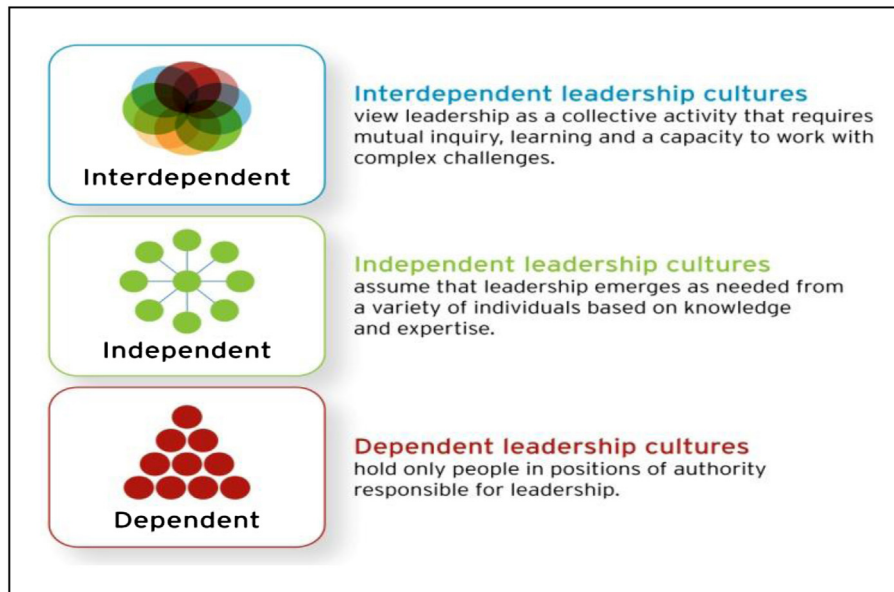 Interdependent
Interdependent leadership cultures
view leadership as a collective activity that requires
mutual inquiry, learning and a capacity to work with
complex challenges.
Independent
Independent leadership cultures
assume that leadership emerges as needed from
a variety of individuals based on knowledge
and expertise.
Dependent
Dependent leadership cultures
hold only people in positions of authority
responsible for leadership.